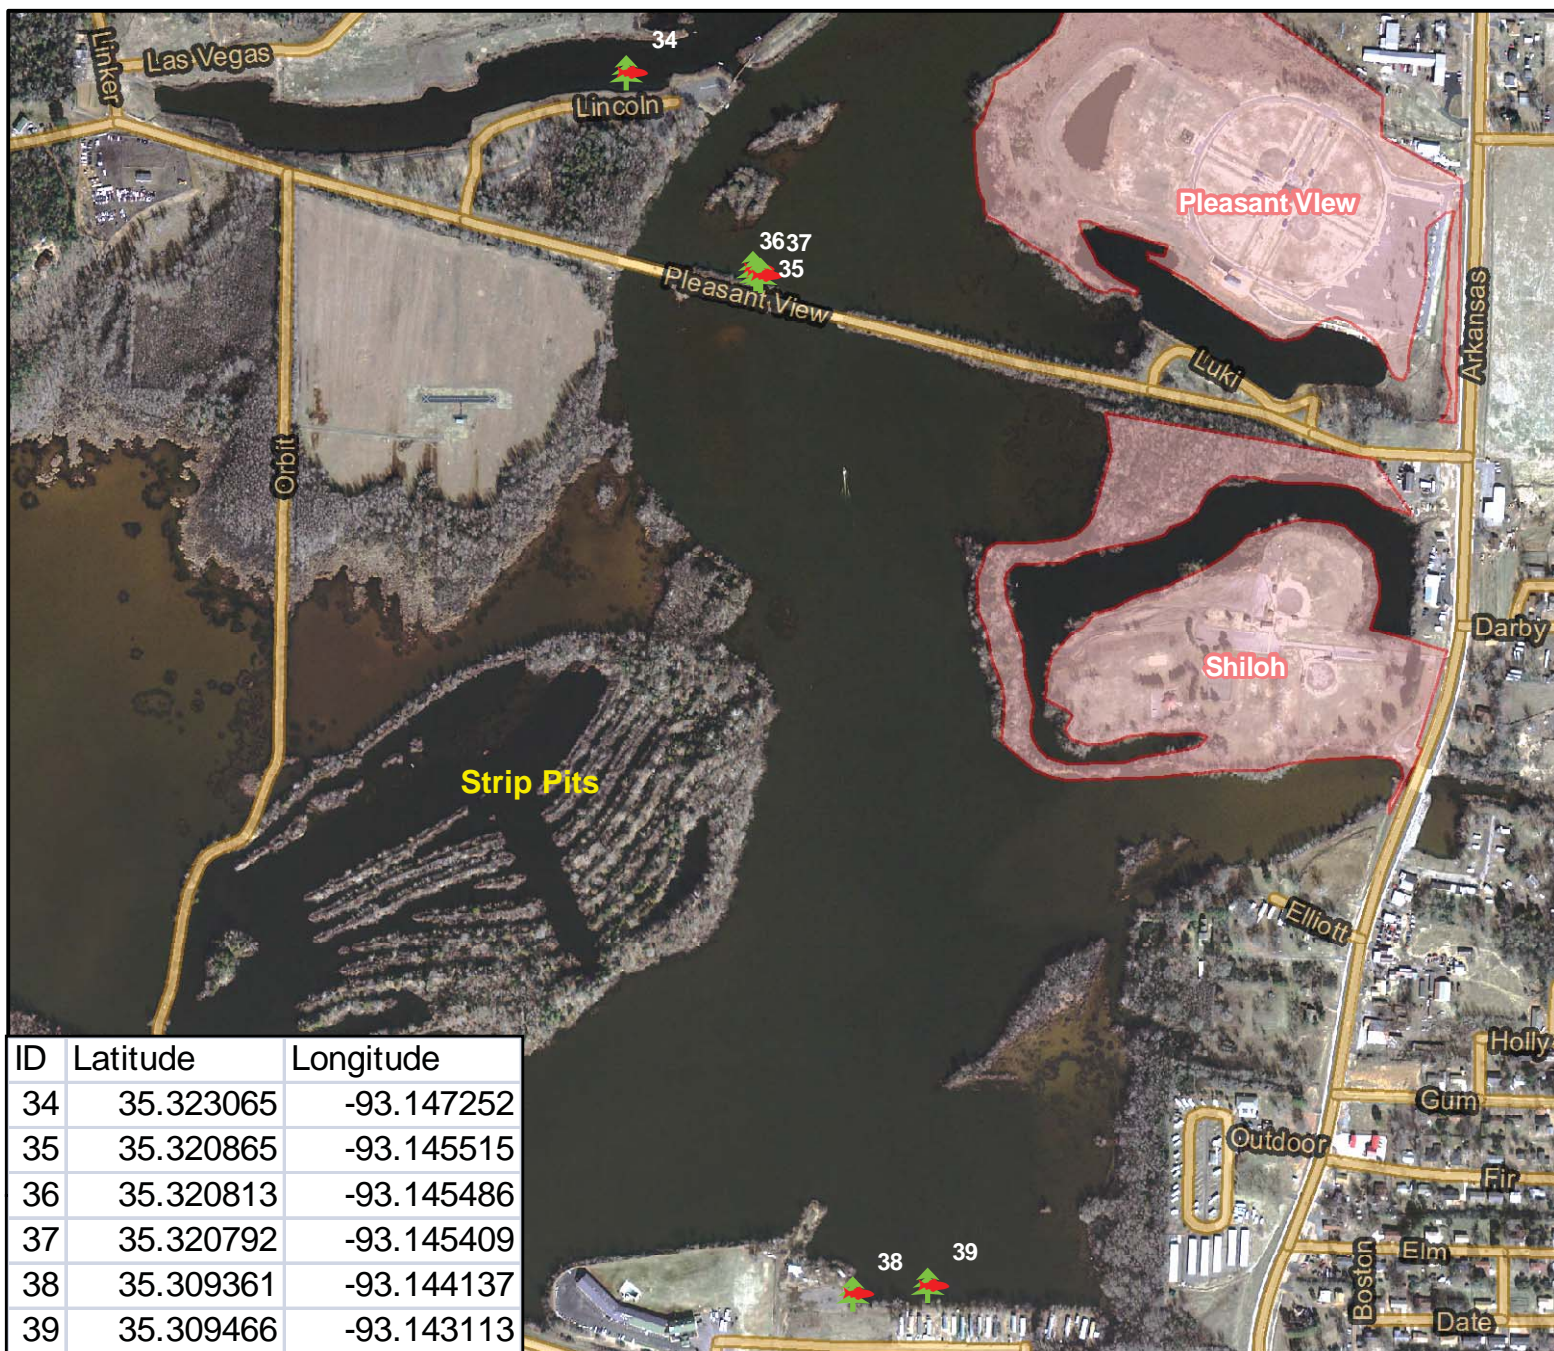 34
Linker
Las Vegas
Lincoln
Pleasant VIew
36 37
35
Pleasant View
Arkansas
Luki
Orbit
Darby
Shiloh
Strip Pits
Elliott
Holly
Gum
Outdoor
Fir
38
39
Boston
Elm
Date
ID Latitude Longitude
34 35.323065 -93.147252
35 35.320865 -93.145515
36 35.320813 -93.145486
37 35.320792 -93.145409
38 35.309361 -93.144137
39 35.309466 -93.143113